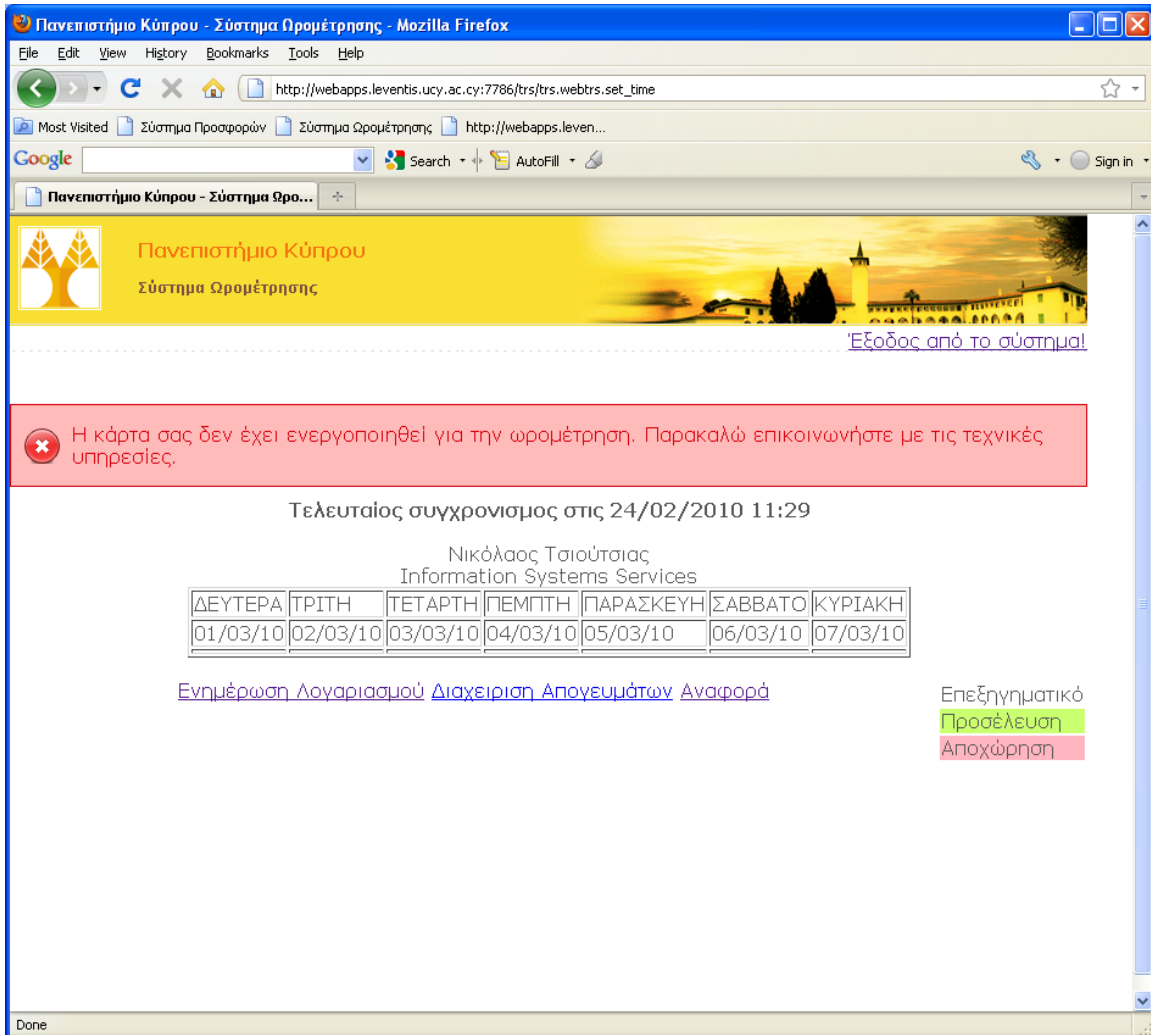 Πανεπιστήμιο Κύπρου - Σύστημα Ωρομέτρησης - Mozilla Firefox
File Edit View History Bookmarks Tools Help
http://webapps.leventis.ucy.ac.cy:7786/trs/trs.webtrs.set_time
Most Visited Σύστημα Προσφορών Σύστημα Ωρομέτρησης http://webapps.leven...
Google Search AutoFill Sign in
Πανεπιστήμιο Κύπρου - Σύστημα Ωρο...
Πανεπιστήμιο Κύπρου
Σύστημα Ωρομέτρησης
Έξοδος από το σύστημα!
Η κάρτα σας δεν έχει ενεργοποιηθεί για την ωρομέτρηση. Παρακαλώ επικοινωνήστε με τις τεχνικές
υπηρεσίες.
Τελευταίος συγχρονισμος στις 24/02/2010 11:29
Νικόλαος Τσιούτσιας
Information Systems Services
ΔΕΥΤΕΡΑ ΤΡΙΤΗ ΤΕΤΑΡΤΗ ΠΕΜΠΤΗ ΠΑΡΑΣΚΕΥΗ ΣΑΒΒΑΤΟ ΚΥΡΙΑΚΗ
01/03/10 02/03/10 03/03/10 04/03/10 05/03/10 06/03/10 07/03/10
Ενημέρωση Λογαριασμού Διαχειριση Απογευμάτων Αναφορά
Επεξηγηματικό
Προσέλευση
Αποχώρηση
Done